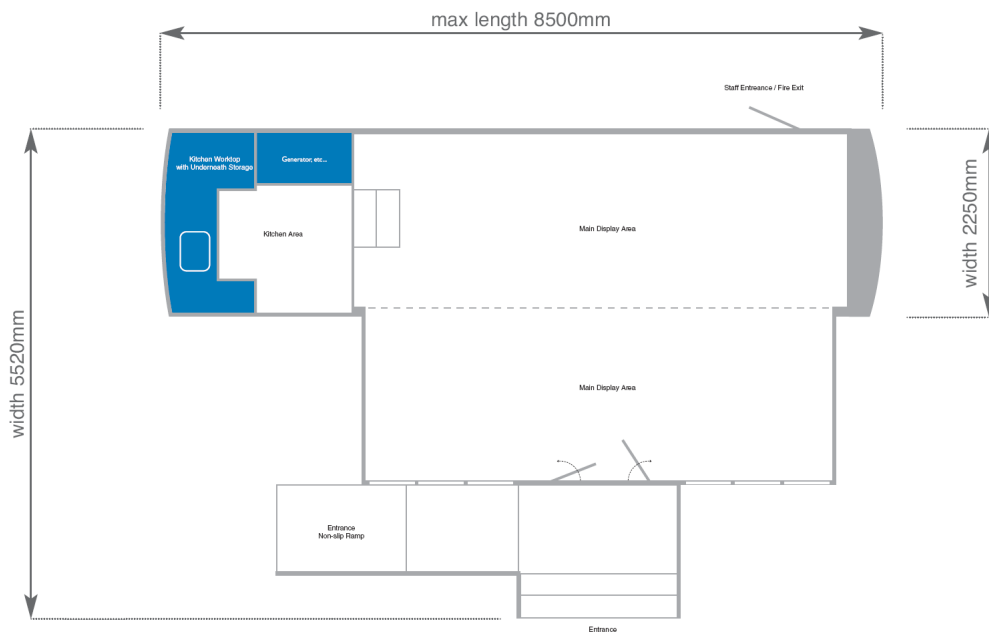 max length 8500mm
Staff Entreance / Fire Exit
Kitchen Worktop
with Underneath Storage
Generator, etc...
Kitchen Area
Main Display Area
width 2250mm
width 5520mm
Main Display Area
Entrance
Non-slip Ramp
Entrance